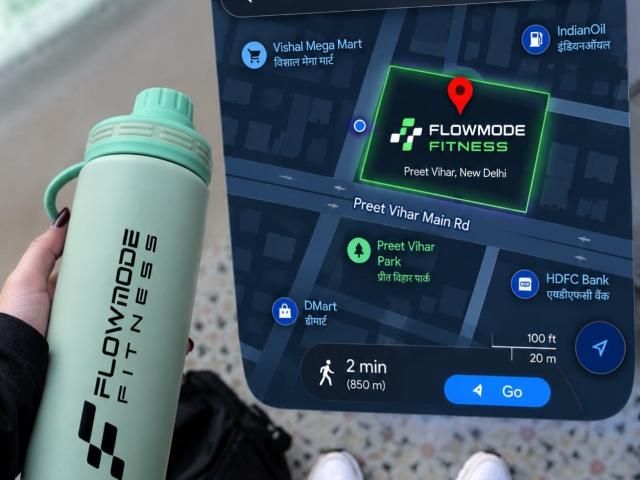 FLOWMODE
FITNESS
Vishal Mega Mart
विशाल मेगा मार्ट
IndianOil
इंडियनऑयल
FLOWMODE
FITNESS
Preet Vihar, New Delhi
Preet Vihar Main Rd
Preet Vihar
Park
प्रीत विहार पार्क
HDFC Bank
एचडीएफसी बैंक
DMart
डीमार्ट
100 ft
20 m
2 min
(850 m)
Go